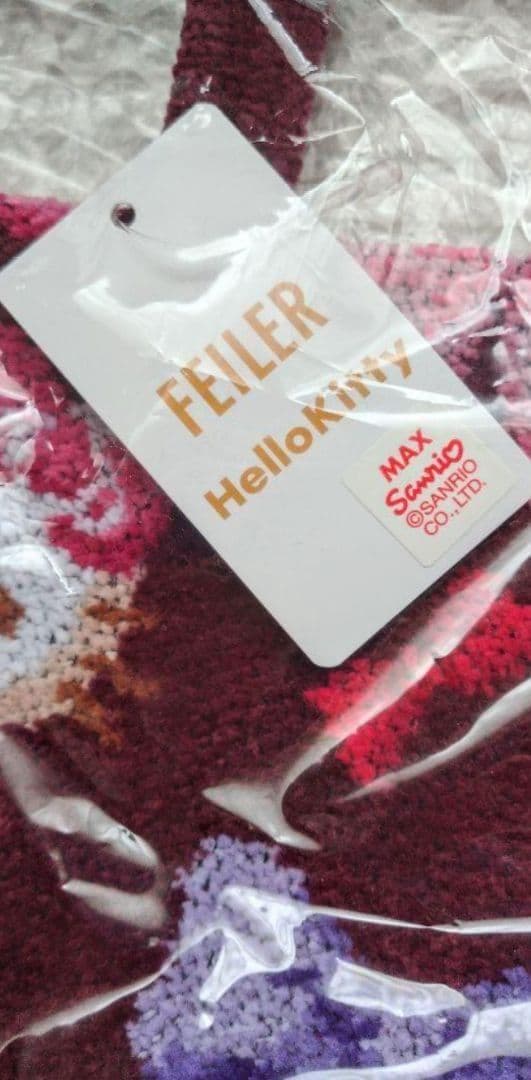 FEILER
HelloKitty
MAX
Sanrio
©SANRIO
CO.,LTD.